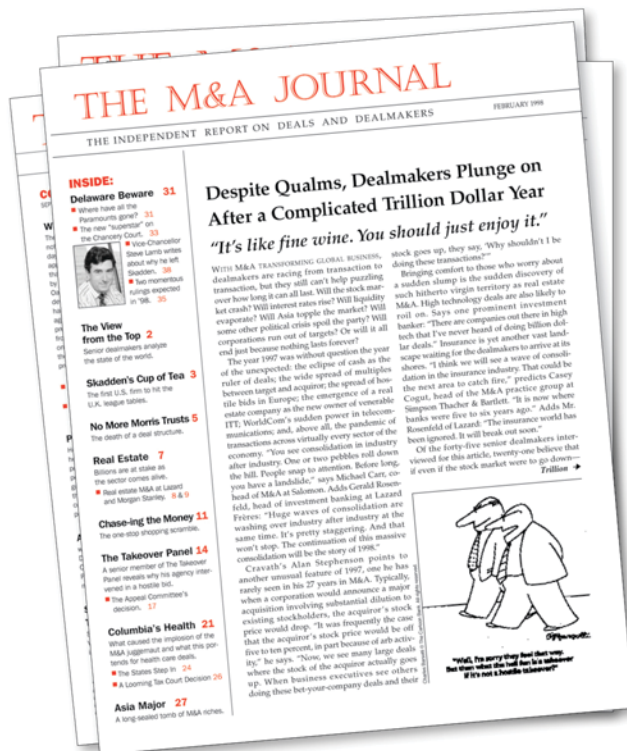 THE M&A JOURNAL
THE INDEPENDENT REPORT ON DEALS AND DEALMAKERS
FEBRUARY 1998
INSIDE:
Delaware Beware 31
Where have all the
Paramounts gone? 31
The new "superstar" on
the Chancery Court. 33
Vice-Chancellor
Steve Lamb writes
about why he left
Skadden. 38
Two momentous
rulings expected
in '98. 35
The View
from the Top 2
Senior dealmakers analyze
the state of the world.
Skadden's Cup of Tea 3
The first U.S. firm to hit the
U.K. league tables.
No More Morris Trusts 5
The death of a deal structure.
Real Estate 7
Billions are at stake as
the sector comes alive.
Real estate M&A at Lazard
and Morgan Stanley. 8 & 9
Chase-ing the Money 11
The one-stop shopping scramble.
The Takeover Panel 14
A senior member of The Takeover
Panel reveals why his agency inter-
vened in a hostile bid.
The Appeal Committee's
decision. 17
Columbia's Health 21
What caused the implosion of the
M&A juggernaut and what this por-
tends for health care deals.
The States Step In 24
A Looming Tax Court Decision 26
Asia Major 27
A long-sealed tomb of M&A riches.
Despite Qualms, Dealmakers Plunge on
After a Complicated Trillion Dollar Year
"It's like fine wine. You should just enjoy it."
WITH M&A TRANSFORMING GLOBAL BUSINESS,
dealmakers are racing from transaction to
transaction, but they still can't help puzzling
over how long it can all last. Will the stock mar-
ket crash? Will interest rates rise? Will liquidity
evaporate? Will Asia topple the market? Will
some other political crisis spoil the party? Will
corporations run out of targets? Or will it all
end just because nothing lasts forever?
The year 1997 was without question the year
of the unexpected: the eclipse of cash as the
ruler of deals; the wide spread of multiples
between target and acquiror; the spread of hos-
tile bids in Europe; the emergence of a real
estate company as the new owner of venerable
ITT; WorldCom's sudden power in telecom-
munications; and, above all, the pandemic of
transactions across virtually every sector of the
economy. "You see consolidation in industry
after industry. One or two pebbles roll down
the hill. People snap to attention. Before long,
you have a landslide," says Michael Carr, co-
head of M&A at Salomon. Adds Gerald Rosen-
feld, head of investment banking at Lazard
Frères: "Huge waves of consolidation are
washing over industry after industry at the
same time. It's pretty staggering. And that
won't stop. The continuation of this massive
consolidation will be the story of 1998."
Cravath's Alan Stephenson points to
another unusual feature of 1997, one he has
rarely seen in his 27 years in M&A. Typically,
when a corporation would announce a major
acquisition involving substantial dilution to
existing stockholders, the acquiror's stock
price would drop. "It was frequently the case
that the acquiror's stock price would be off
five to ten percent, in part because of arb activ-
ity," he says. "Now, we see many large deals
where the stock of the acquiror actually goes
up. When business executives see others
doing these bet-your-company deals and their
stock goes up, they say, 'Why shouldn't I be
doing these transactions?'"
Bringing comfort to those who worry about
a sudden slump is the sudden discovery of
such hitherto virgin territory as real estate
M&A. High technology deals are also likely to
roll on. Says one prominent investment
banker: "There are companies out there in high
tech that I've never heard of doing billion dol-
lar deals." Insurance is yet another vast land-
scape waiting for the dealmakers to arrive at its
shores. "I think we will see a wave of consoli-
dation in the insurance industry. That could be
the next area to catch fire," predicts Casey
Cogut, head of the M&A practice group at
Simpson Thacher & Bartlett. "It is now where
banks were five to six years ago." Adds Mr.
Rosenfeld of Lazard: "The insurance world has
been ignored. It will break out soon."
Of the forty-five senior dealmakers inter-
viewed for this article, twenty-one believe that
if even if the stock market were to go down—
Trillion
"Well, I'm sorry they feel that way.
But then what the hell fun is a takeover
if it's not a hostile takeover?"